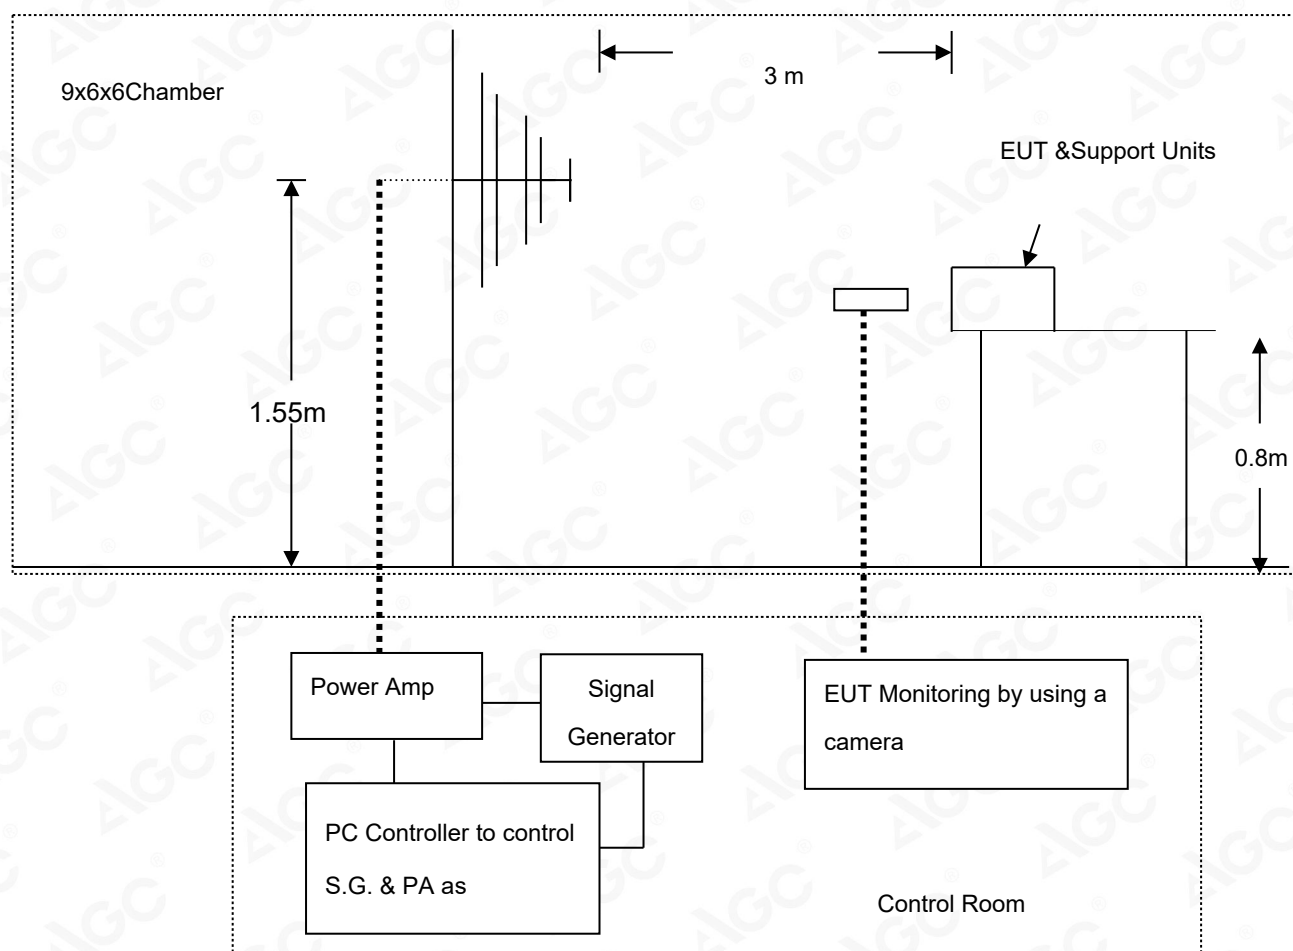 3 m
9x6x6Chamber
EUT &Support Units
1.55m
0.8m
Power Amp
Signal
Generator
EUT Monitoring by using a
camera
PC Controller to control
S.G. & PA as
Control Room
AGC®